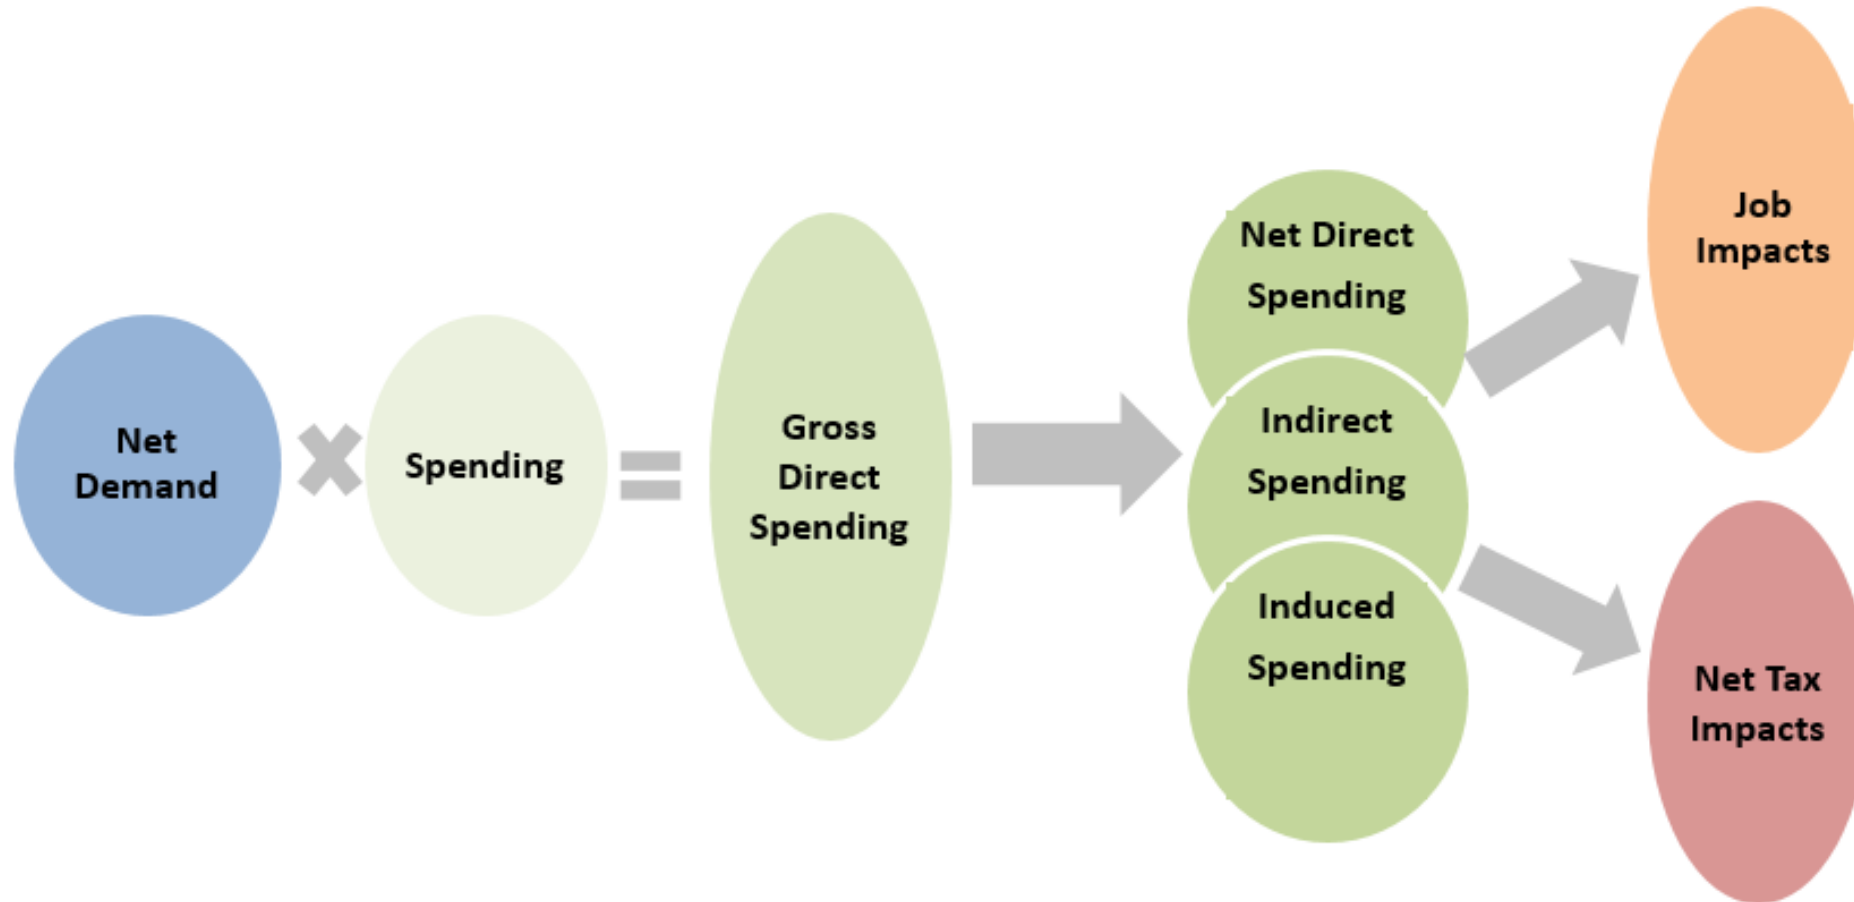 Net
Demand
Spending
Gross
Direct
Spending
Net Direct
Spending
Indirect
Spending
Induced
Spending
Job
Impacts
Net Tax
Impacts